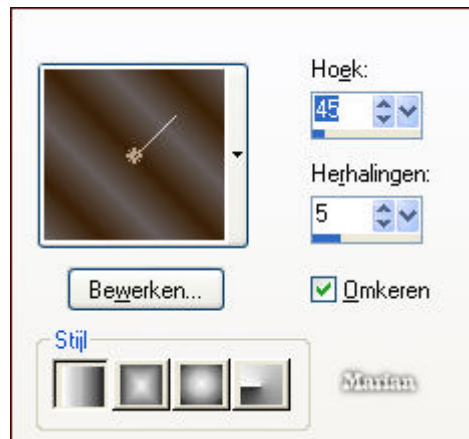 Hoek:
45
Herhalingen:
5
Bewerken...
Omkeren
Stijl
Marian